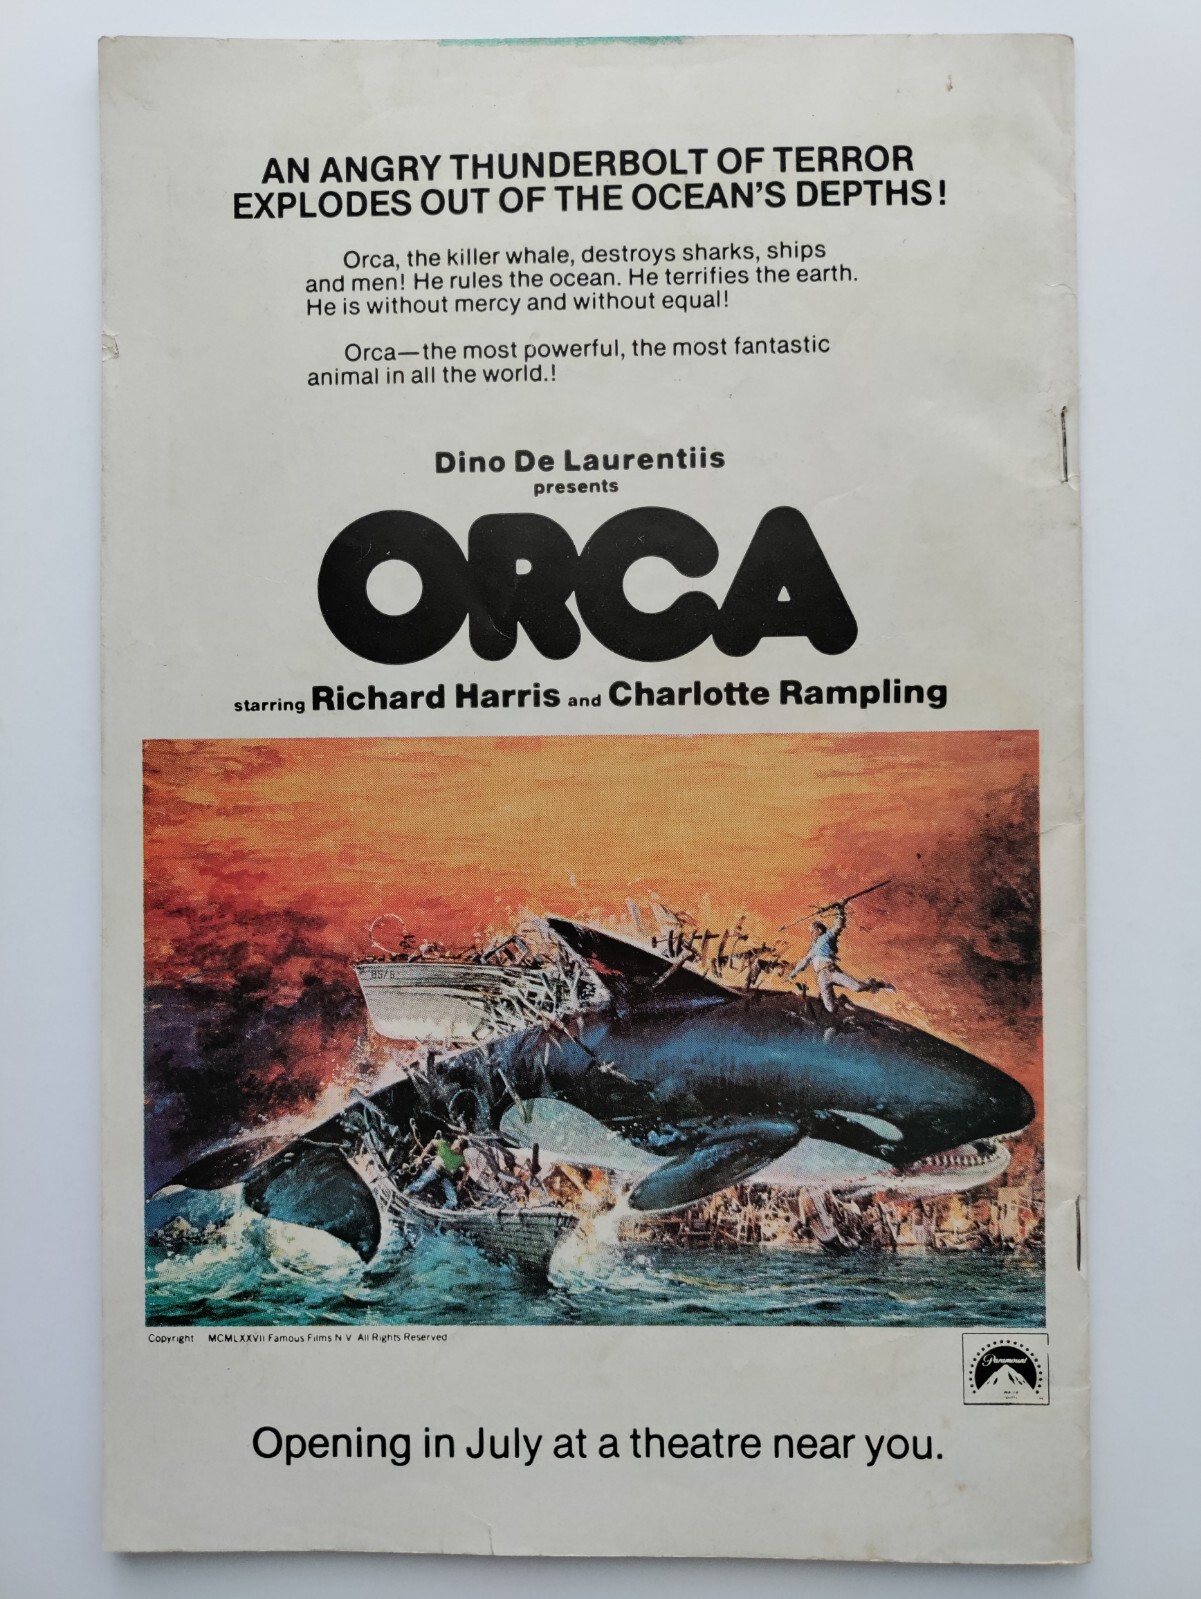 AN ANGRY THUNDERBOLT OF TERROR
EXPLODES OUT OF THE OCEAN'S DEPTHS!
Orca, the killer whale, destroys sharks, ships
and men! He rules the ocean. He terrifies the earth.
He is without mercy and without equal!
Orca—the most powerful, the most fantastic
animal in all the world.!
Dino De Laurentiis
presents
ORCA
starring Richard Harris and Charlotte Rampling
Copyright MCMLXXVII Famous Films N V All Rights Reserved
Paramount
Opening in July at a theatre near you.